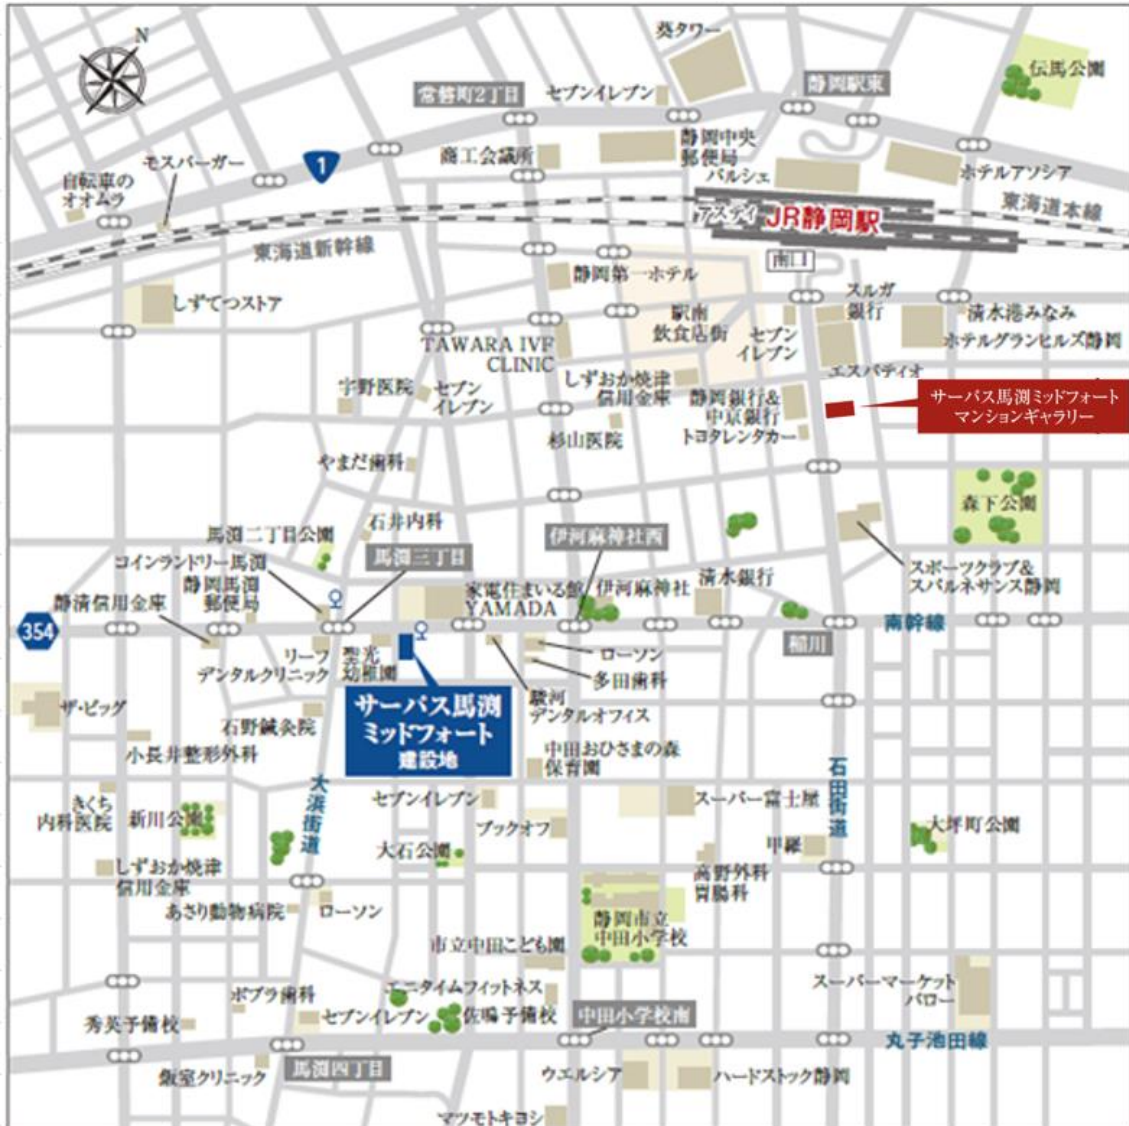 N
葵タワー
伝馬公園
静岡駅東
常磐町2丁目
セブンイレブン
モスバーガー
1
商工会議所
静岡中央
郵便局
パルシェ
ホテルアソシア
自転車の
オオムラ
東海道本線
アスティ
JR静岡駅
東海道新幹線
南口
静岡第一ホテル
しずてつストア
スルガ
銀行
駅南
飲食店街
セブン
イレブン
清水港みなみ
ホテルグランヒルズ静岡
TAWARA IVF
CLINIC
エスパティオ
宇野医院
セブン
イレブン
しずおか焼津
信用金庫
静岡銀行&
中京銀行
トヨタレンタカー
サーパス馬渕ミッドフォート
マンションギャラリー
杉山医院
やまだ歯科
森下公園
石井内科
馬渕二丁目公園
馬渕三丁目
伊河麻神社西
コインランドリー馬渕
静岡馬渕
郵便局
静清信用金庫
家電住まいる館
YAMADA
伊河麻神社
清水銀行
スポーツクラブ&
スパルネサンス静岡
354
南幹線
稲川
リーフ
デンタルクリニック
聖光
幼稚園
ローソン
多田歯科
駿河
デンタルオフィス
サーパス馬渕
ミッドフォート
建設地
ザ・ビッグ
石野鍼灸院
小長井整形外科
中田おひさまの森
保育園
大浜街道
石田街道
きくち
内科医院
新川公園
セブンイレブン
ブックオフ
スーパー富士屋
大石公園
甲羅
大坪町公園
しずおか焼津
信用金庫
高野外科
胃腸科
あさり動物病院
ローソン
静岡市立
中田小学校
市立中田こども園
ポプラ歯科
エニタイムフィットネス
スーパーマーケット
バロー
秀英予備校
セブンイレブン
佐鳴予備校
中田小学校南
丸子池田線
飯室クリニック
馬渕四丁目
ウエルシア
ハードストック静岡
マツモトキヨシ